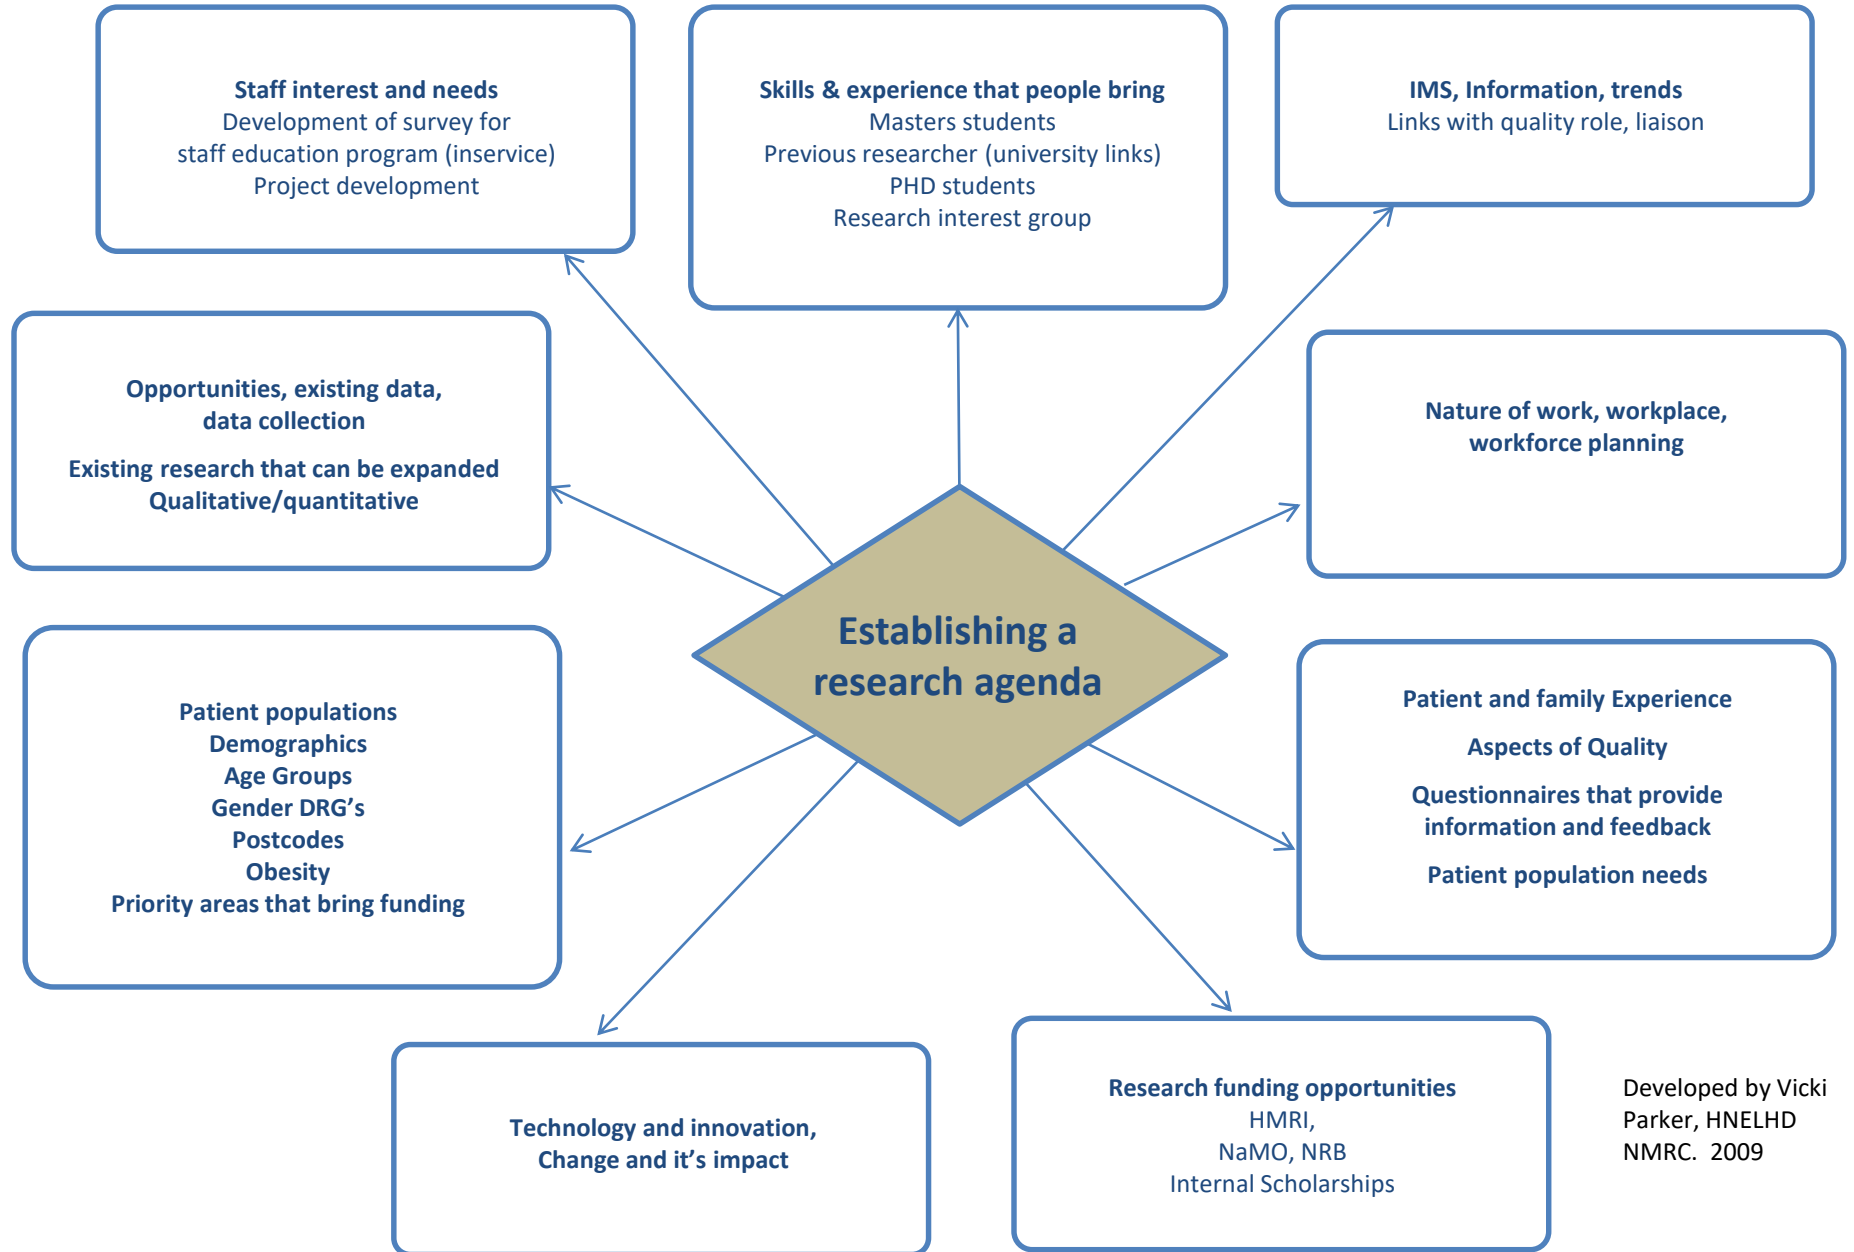 Staff interest and needs
Development of survey for
staff education program (inservice)
Project development
Skills & experience that people bring
Masters students
Previous researcher (university links)
PHD students
Research interest group
IMS, Information, trends
Links with quality role, liaison
Opportunities, existing data,
data collection
Existing research that can be expanded
Qualitative/quantitative
Nature of work, workplace,
workforce planning
Establishing a
research agenda
Patient populations
Demographics
Age Groups
Gender DRG's
Postcodes
Obesity
Priority areas that bring funding
Patient and family Experience
Aspects of Quality
Questionnaires that provide
information and feedback
Patient population needs
Technology and innovation,
Change and it's impact
Research funding opportunities
HMRI,
NaMO, NRB
Internal Scholarships
Developed by Vicki
Parker, HNELHD
NMRC.  2009